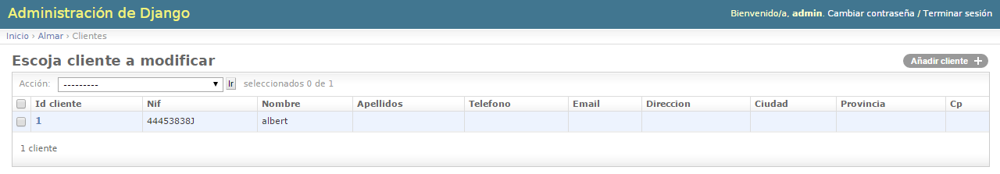 Administración de Django
Bienvenido/a, admin. Cambiar contraseña / Terminar sesión
Inicio › Almar › Clientes
Escoja cliente a modificar
Añadir cliente +
Acción: --------- Ir seleccionados 0 de 1
Id cliente Nif Nombre Apellidos Telefono Email Direccion Ciudad Provincia Cp
1 44453838J albert
1 cliente